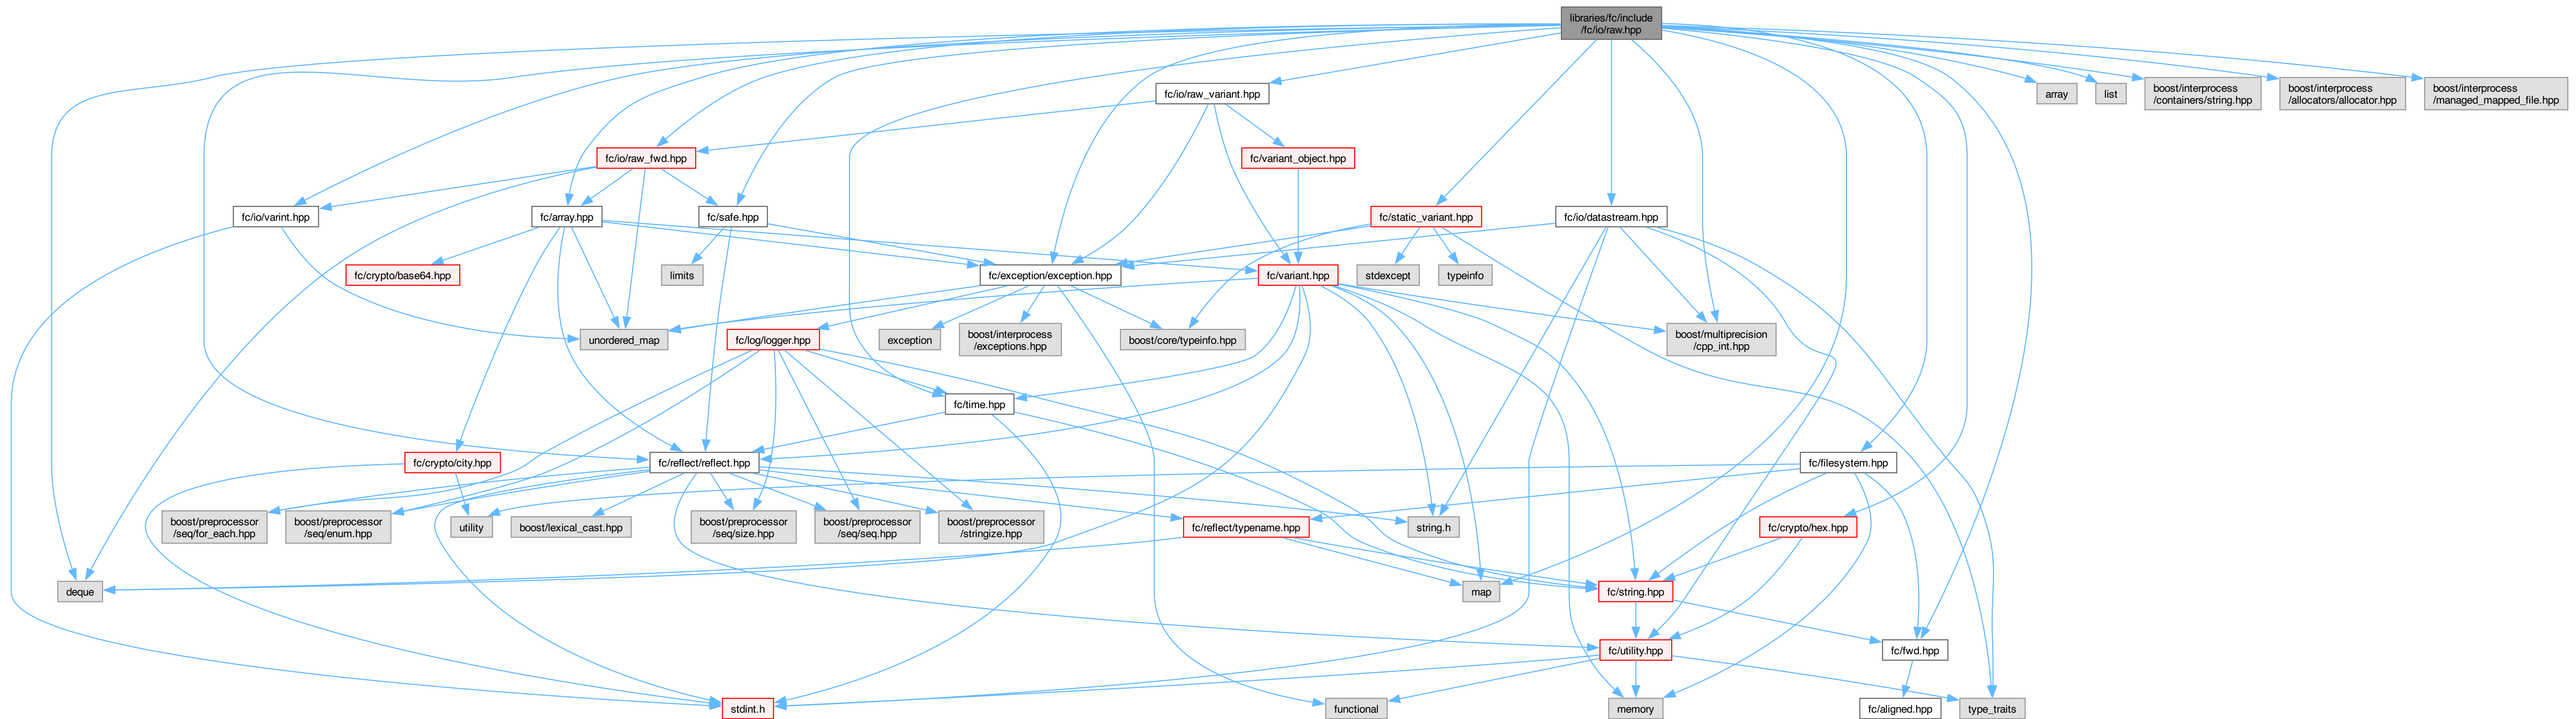 libraries/fc/include
/fc/io/raw.hpp
fc/io/raw_variant.hpp
array
list
boost/interprocess
/containers/string.hpp
boost/interprocess
/allocators/allocator.hpp
boost/interprocess
/managed_mapped_file.hpp
fc/io/raw_fwd.hpp
fc/variant_object.hpp
fc/io/varint.hpp
fc/array.hpp
fc/safe.hpp
fc/static_variant.hpp
fc/io/datastream.hpp
fc/crypto/base64.hpp
limits
fc/exception/exception.hpp
fc/variant.hpp
stdexcept
typeinfo
unordered_map
fc/log/logger.hpp
exception
boost/interprocess
/exceptions.hpp
boost/core/typeinfo.hpp
boost/multiprecision
/cpp_int.hpp
fc/time.hpp
fc/crypto/city.hpp
fc/reflect/reflect.hpp
fc/filesystem.hpp
boost/preprocessor
/seq/for_each.hpp
boost/preprocessor
/seq/enum.hpp
utility
boost/lexical_cast.hpp
boost/preprocessor
/seq/size.hpp
boost/preprocessor
/seq/seq.hpp
boost/preprocessor
/stringize.hpp
fc/reflect/typename.hpp
string.h
fc/crypto/hex.hpp
deque
map
fc/string.hpp
fc/utility.hpp
fc/fwd.hpp
stdint.h
functional
memory
fc/aligned.hpp
type_traits